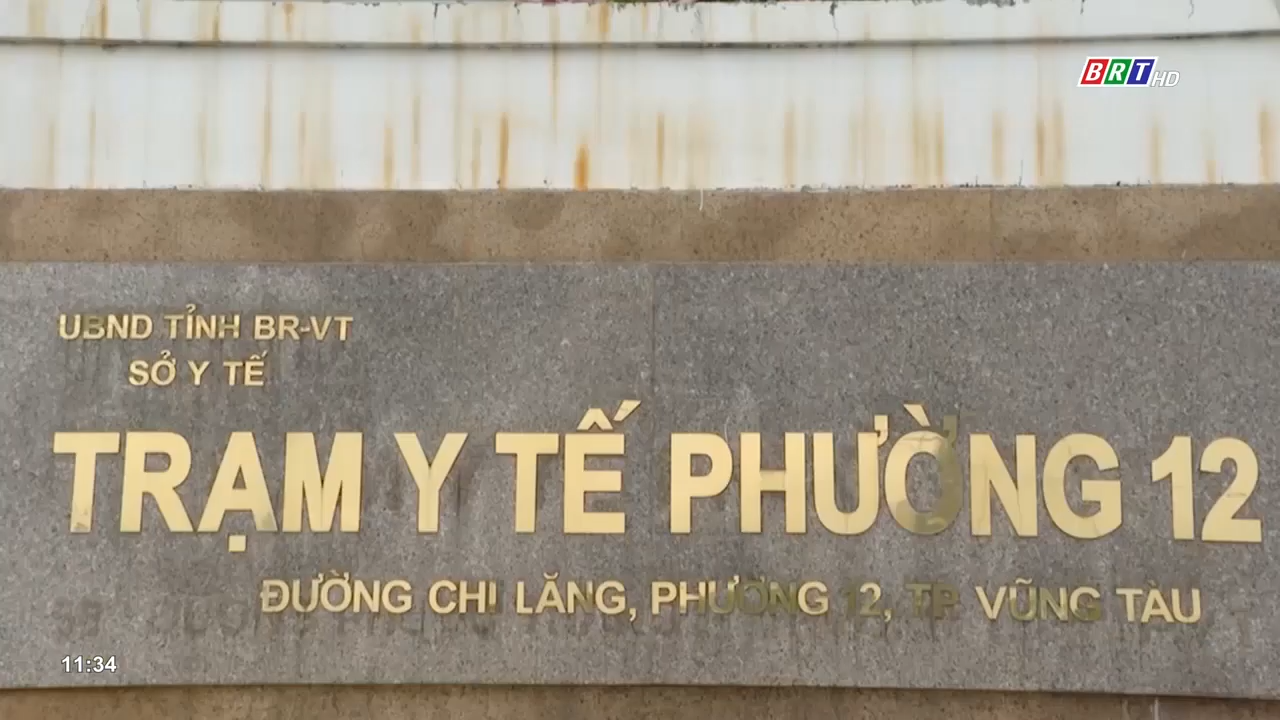 BRT HD
UBND TỈNH BR-VT
SỞ Y TẾ
TRẠM Y TẾ PHƯỜNG 12
ĐƯỜNG CHI LĂNG, PHƯỜNG 12, TP VŨNG TÀU
11:34